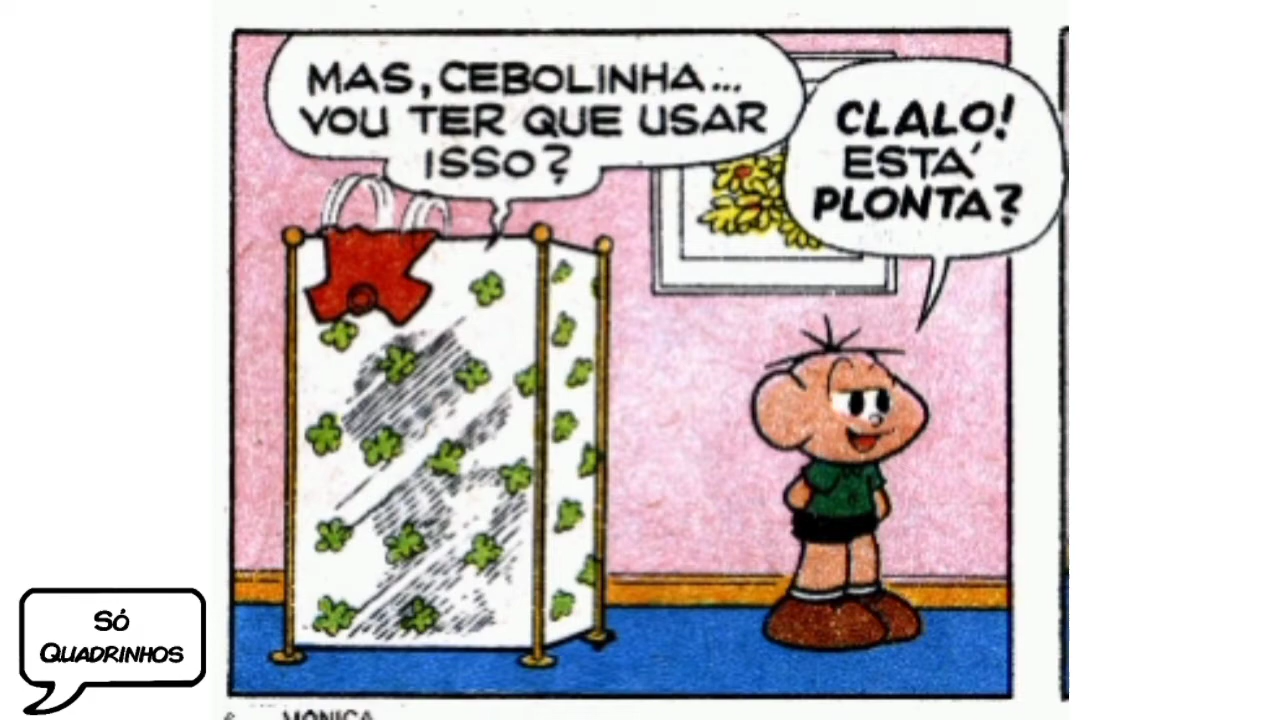 MAS, CEBOLINHA...
VOU TER QUE USAR
ISSO?
CLALO!
ESTÁ
PLONTA?
SÓ
QUADRINHOS
MONICA